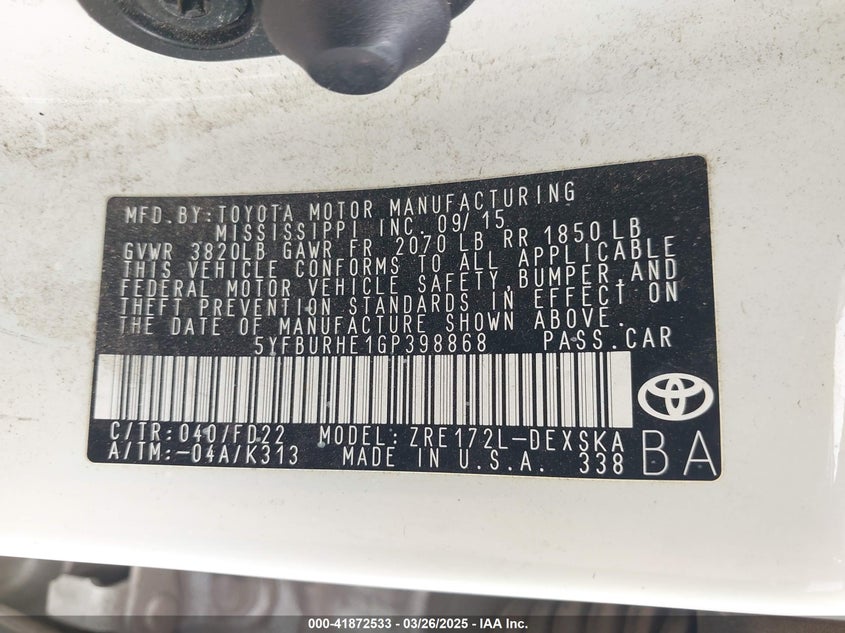 MFD.BY:TOYOTA MOTOR MANUFACTURING
MISSISSIPPI INC. 09/15
GVWR 3820LB GAWR FR 2070 LB RR 1850 LB
THIS VEHICLE CONFORMS TO ALL APPLICABLE
FEDERAL MOTOR VEHICLE SAFETY,BUMPER,AND
THEFT PREVENTION STANDARDS IN EFFECT ON
THE DATE OF MANUFACTURE SHOWN ABOVE.
5YFBURHE1GP398868 PASS.CAR
C/TR:040/FD22 MODEL: ZRE172L-DEXSKA
A/TM:-04A/K313 MADE IN U.S.A. 338 BA
000-41872533 - 03/26/2025 - IAA Inc.